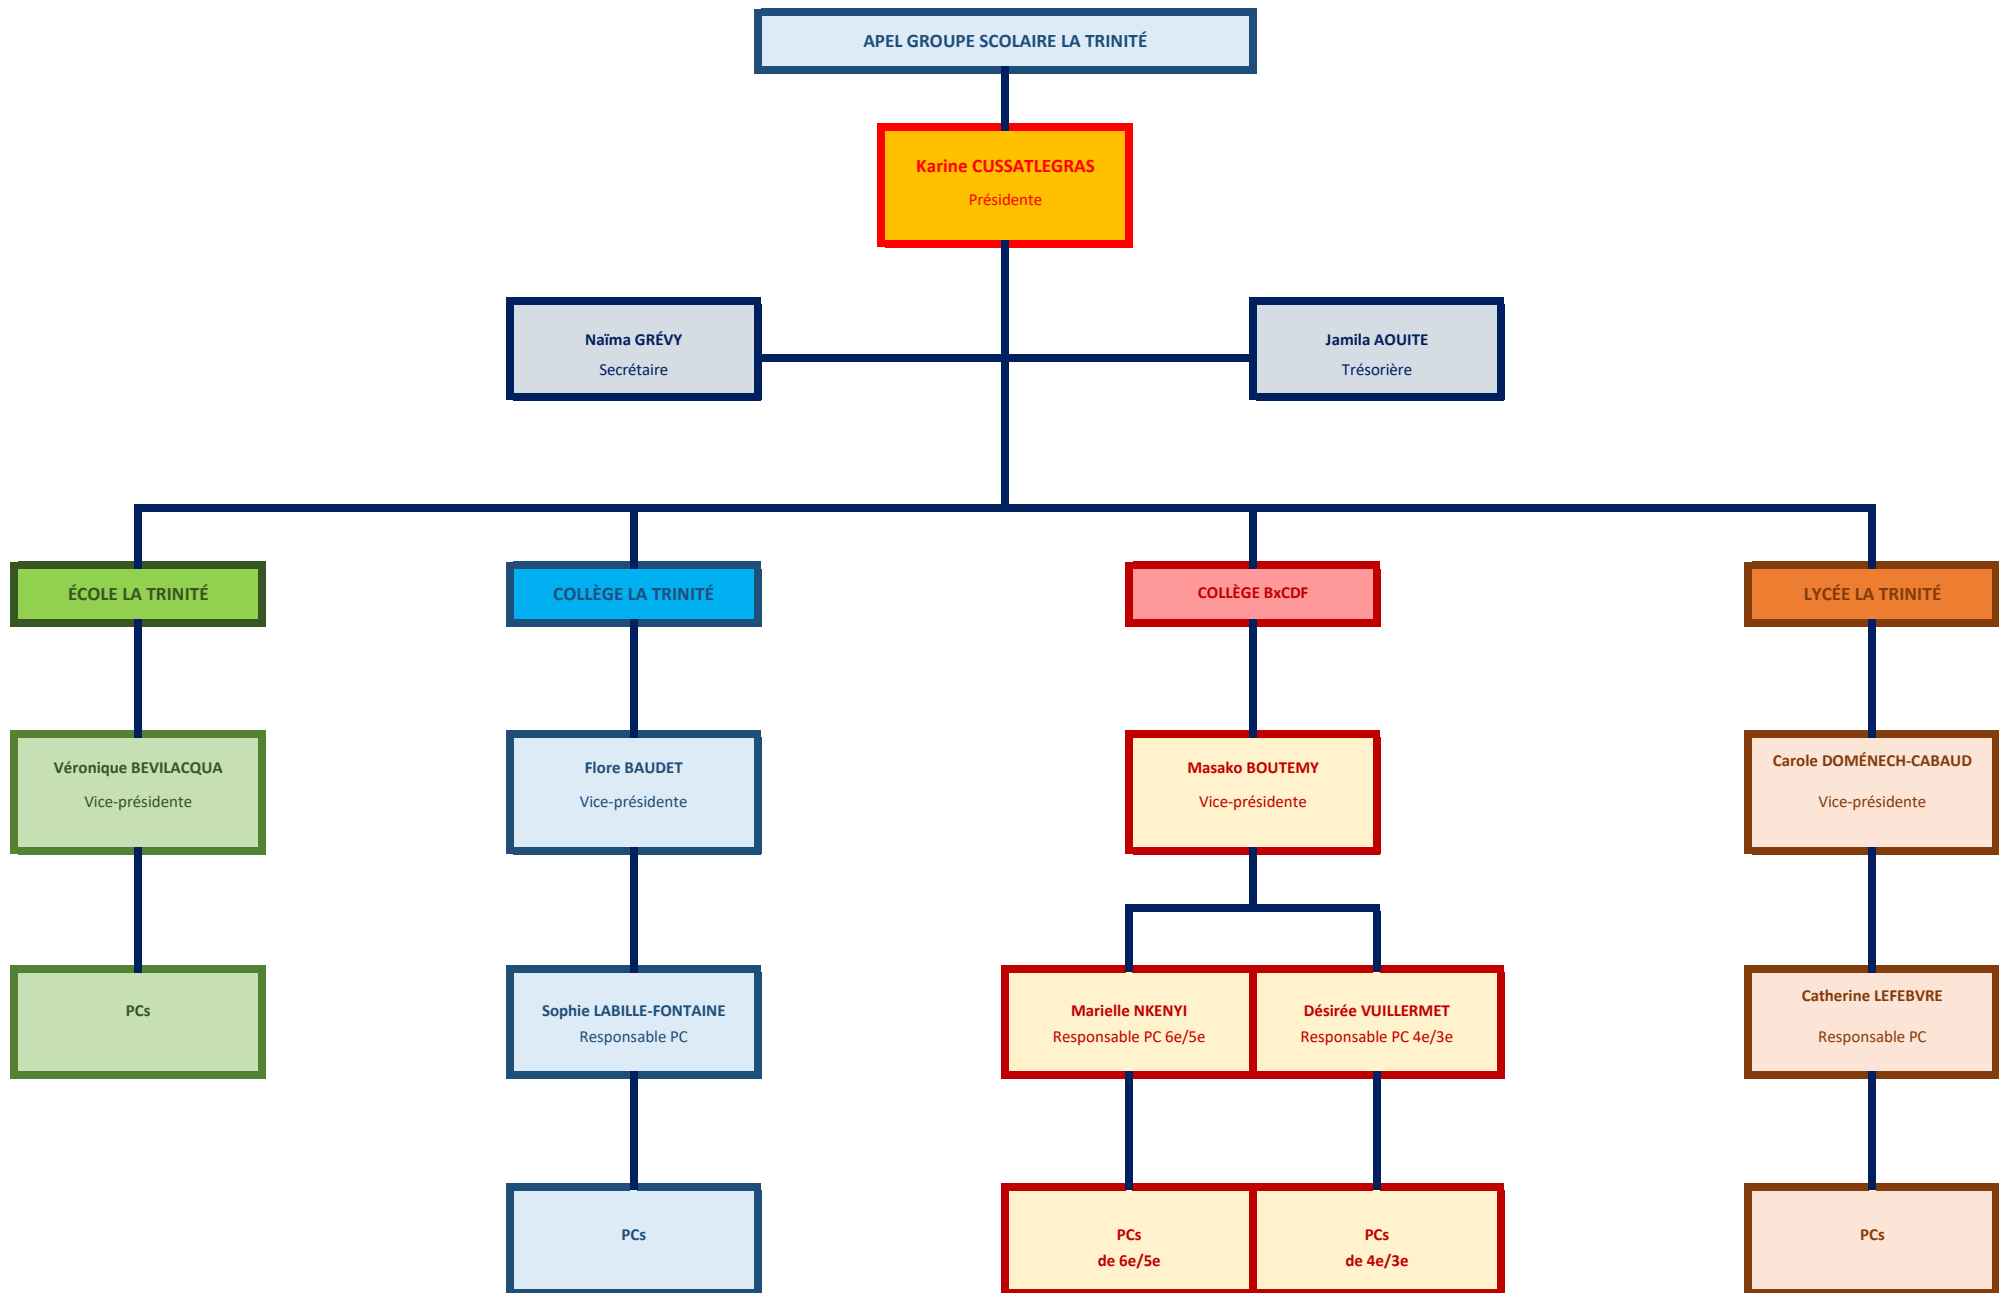 APEL GROUPE SCOLAIRE LA TRINITÉ
Karine CUSSATLEGRAS
Présidente
Naïma GRÉVY
Secrétaire
Jamila AOUITE
Trésorière
ÉCOLE LA TRINITÉ
COLLÈGE LA TRINITÉ
COLLÈGE BxCDF
LYCÉE LA TRINITÉ
Véronique BEVILACQUA
Vice-présidente
Flore BAUDET
Vice-présidente
Masako BOUTEMY
Vice-présidente
Carole DOMÉNECH-CABAUD
Vice-présidente
PCs
Sophie LABILLE-FONTAINE
Responsable PC
Marielle NKENYI
Responsable PC 6e/5e
Désirée VUILLERMET
Responsable PC 4e/3e
Catherine LEFEBVRE
Responsable PC
PCs
PCs
de 6e/5e
PCs
de 4e/3e
PCs